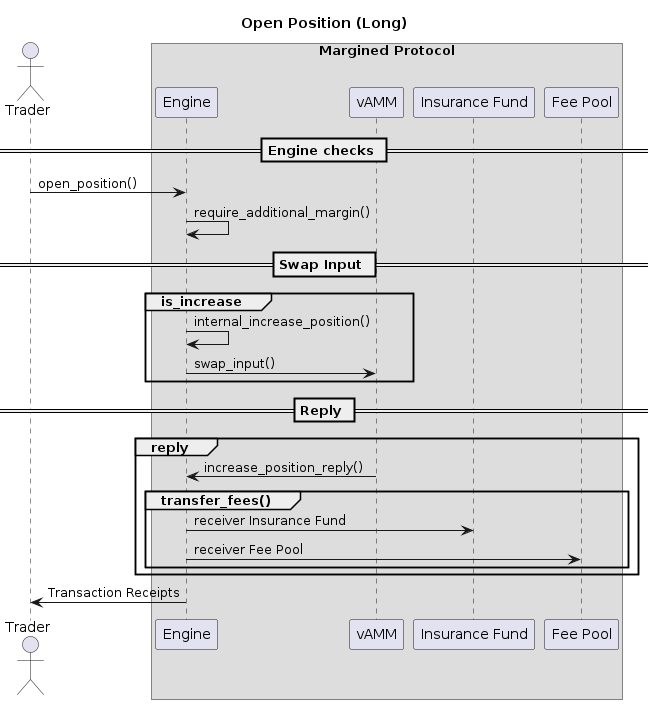 Open Position (Long)
Margined Protocol
Trader
Engine
vAMM
Insurance Fund
Fee Pool
Engine checks
open_position()
require_additional_margin()
Swap Input
is_increase
internal_increase_position()
swap_input()
Reply
reply
increase_position_reply()
transfer_fees()
receiver Insurance Fund
receiver Fee Pool
Transaction Receipts
Trader
Engine
vAMM
Insurance Fund
Fee Pool